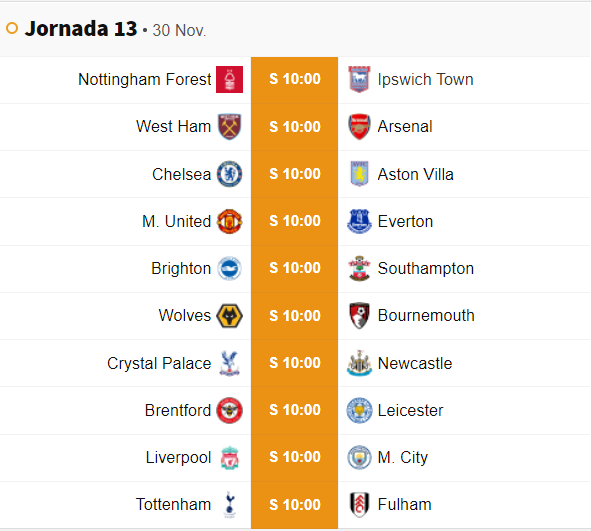 Jornada 13 • 30 Nov.
Nottingham Forest S 10:00 Ipswich Town
West Ham S 10:00 Arsenal
Chelsea S 10:00 Aston Villa
M. United S 10:00 Everton
Brighton S 10:00 Southampton
Wolves S 10:00 Bournemouth
Crystal Palace S 10:00 Newcastle
Brentford S 10:00 Leicester
Liverpool S 10:00 M. City
Tottenham S 10:00 Fulham